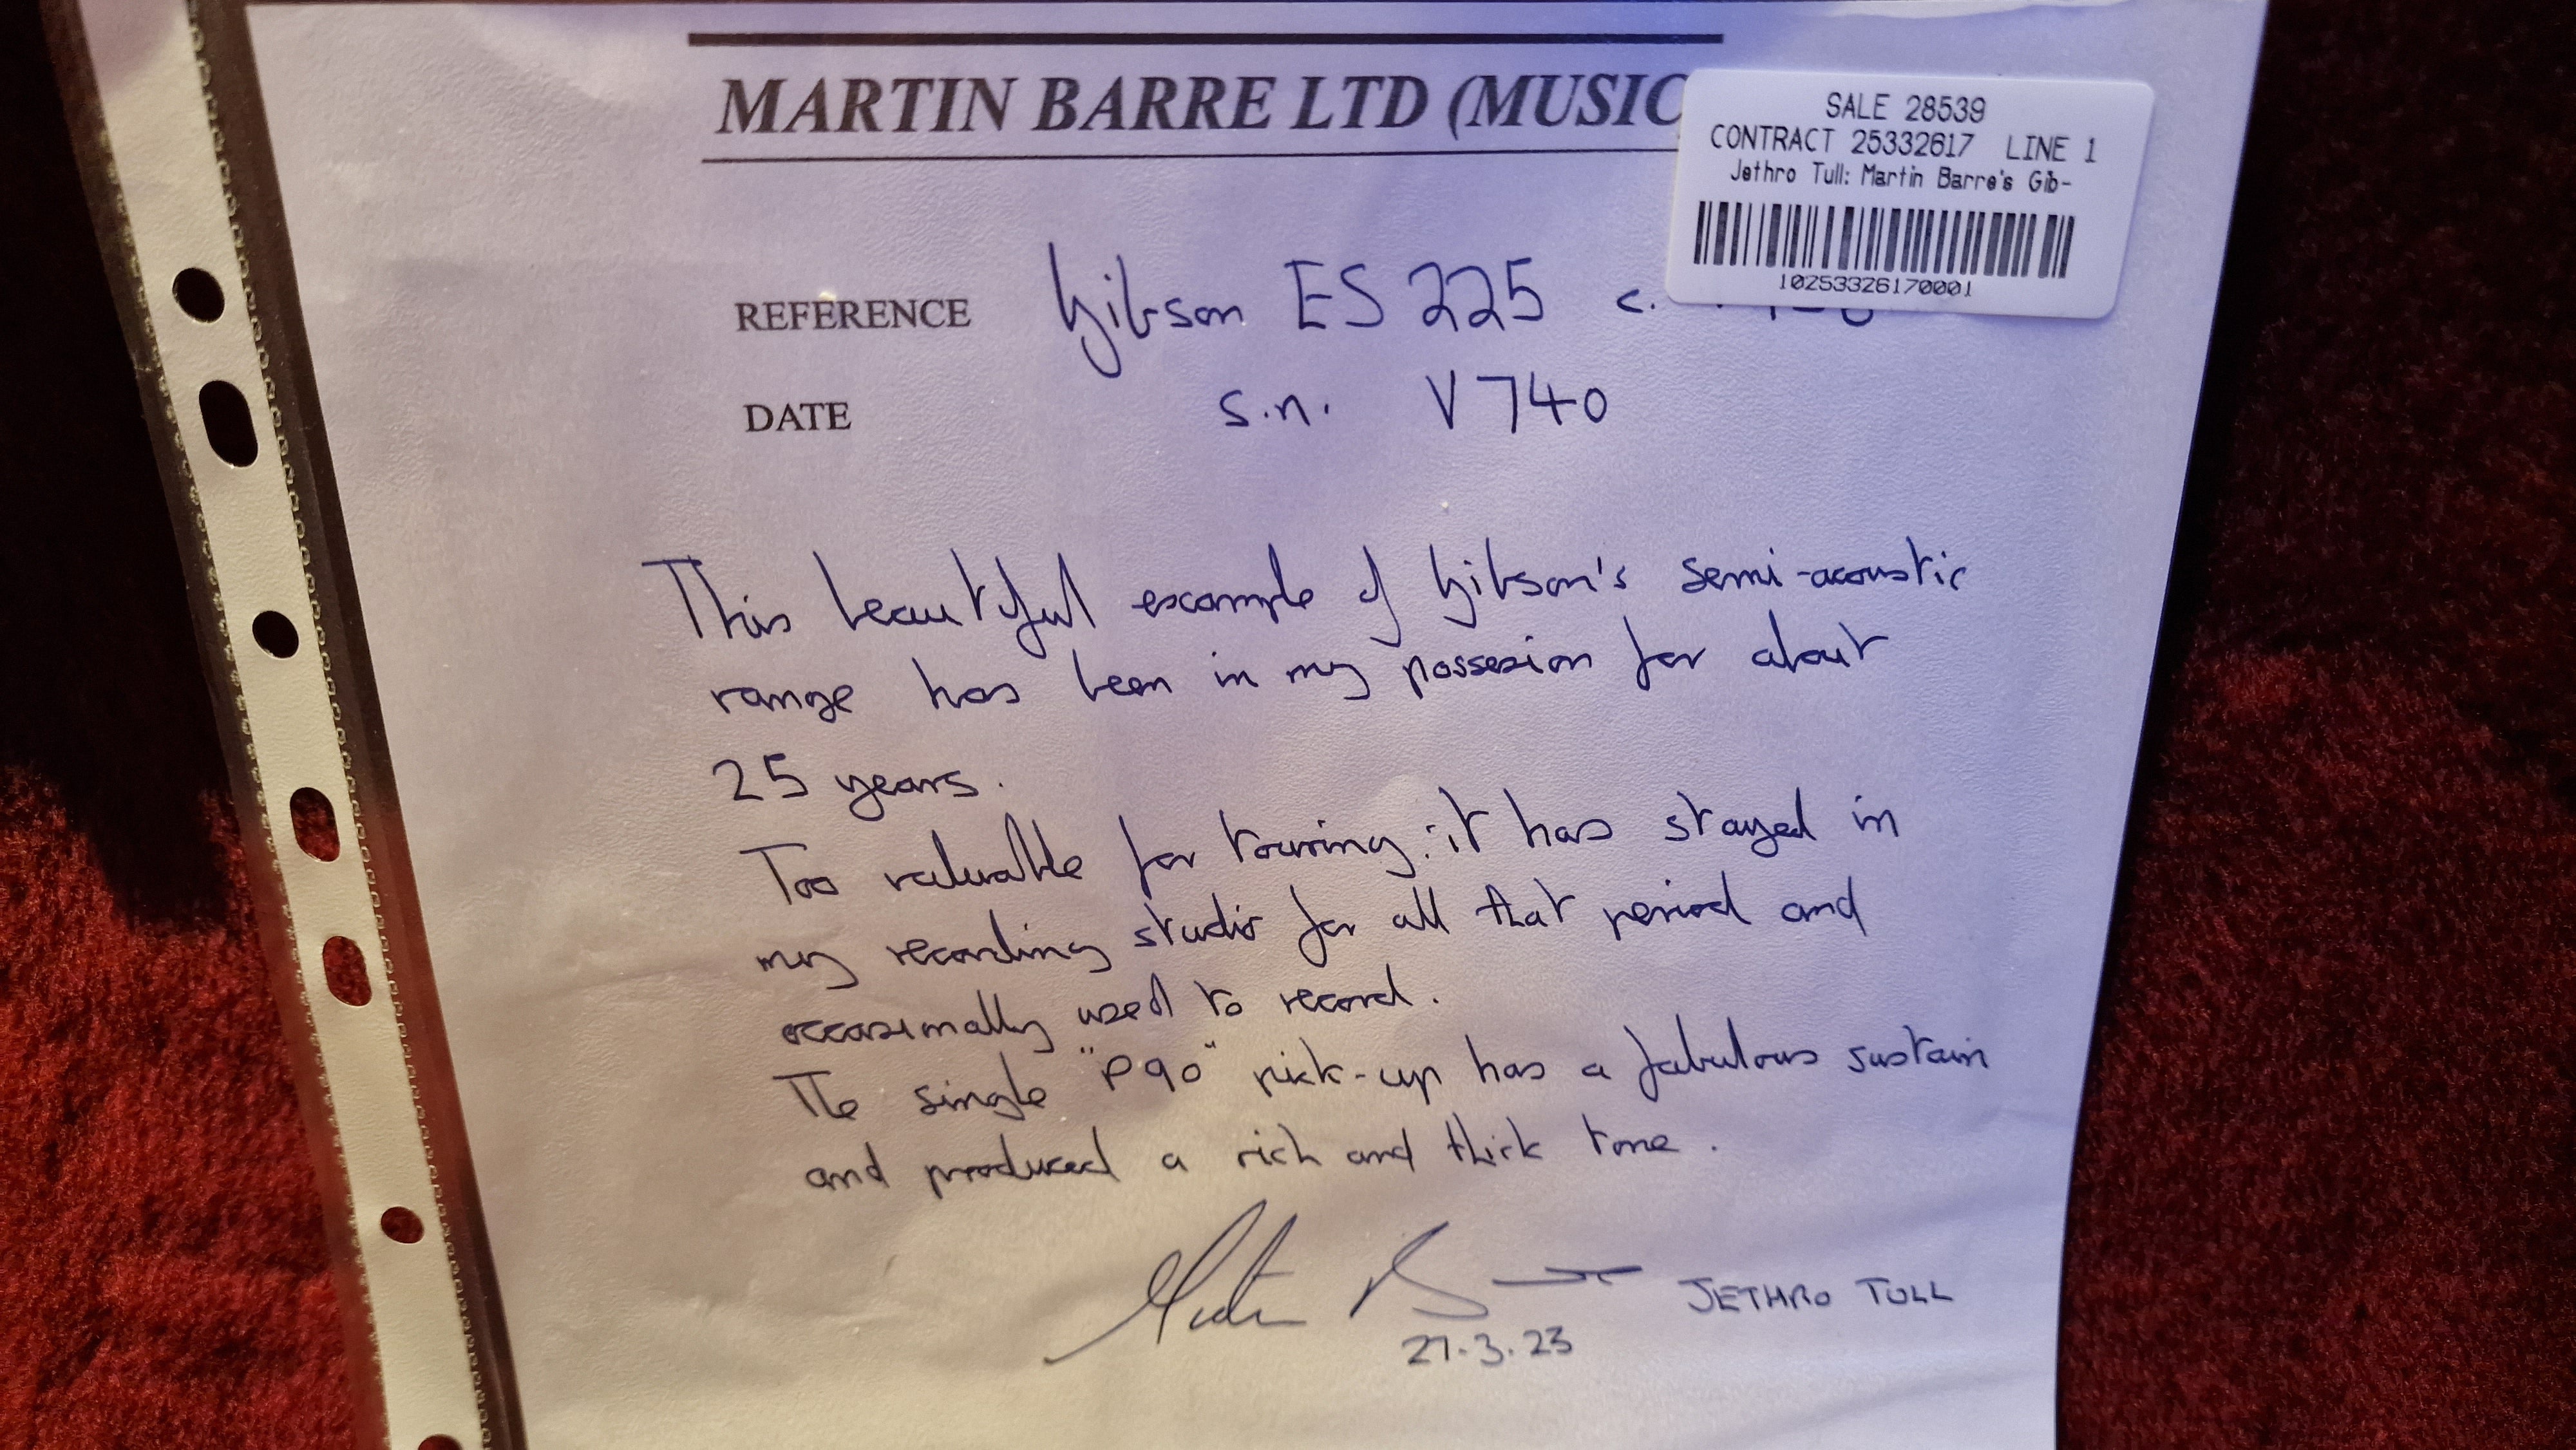 MARTIN BARRE LTD (MUSIC
SALE 28539
CONTRACT 25332617 LINE 1
Jethro Tull: Martin Barre's Gib-
10253326170001
REFERENCE Gibson ES 225 c.
DATE s.n. V740
This beautiful example of Gibson's semi-acoustic
range has been in my possesion for about
25 years.
Too valuable for touring : it has stayed in
my recording studio for all that period and
occasionally used to record.
The single "P90" pick-up has a fabulous sustain
and produced a rich and thick tone.
Martin Barre JETHRO TULL
27.3.23